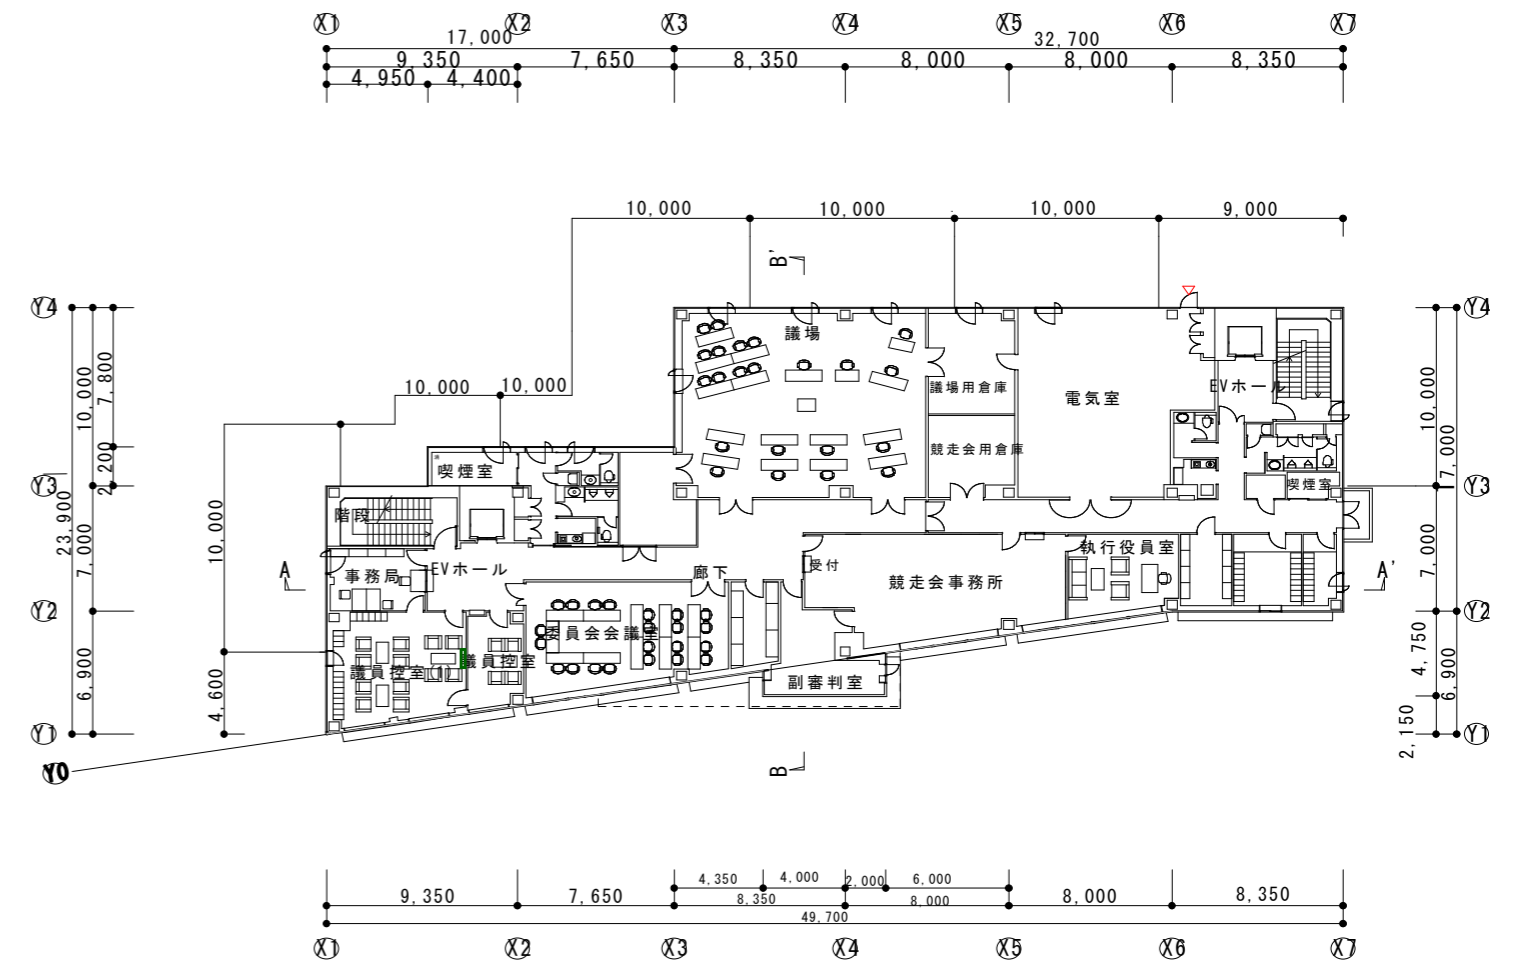 X1 X2 X3 X4 X5 X6 X7
17,000 32,700
9,350 7,650 8,350 8,000 8,000 8,350
4,950 4,400
10,000 10,000 10,000 9,000
B'
Y4 Y4
議場
10,000 7,800
10,000 10,000
議場用倉庫
電気室
EVホール
10,000 7,000
競走会用倉庫
喫煙室
2,200
Y3 喫煙室 Y3
階段
23,900 7,000 10,000
A EVホール 廊下 受付 執行役員室 7,000 A'
事務局 競走会事務所
Y2 Y2
委員会会議室
議員控室(1) 議員控室
副審判室
6,900 4,600
4,750 6,900
2,150
Y1 Y1
Y0
B
4,350 4,000 2,000 6,000
9,350 7,650 8,350 8,000 8,000 8,350
49,700
X1 X2 X3 X4 X5 X6 X7